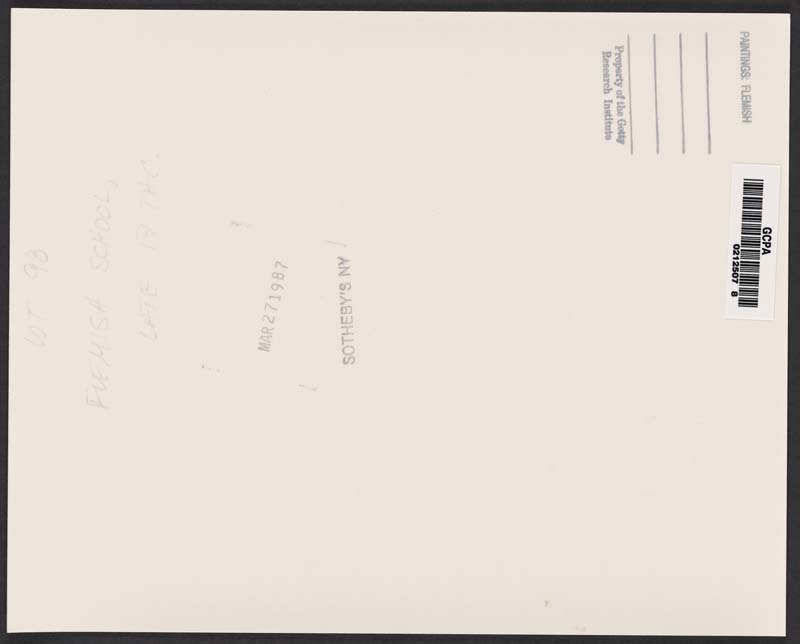 PAINTINGS: FLEMISH
Property of the Getty
Research Institute
GCPA
0212507 8
LOT 98
FLEMISH SCHOOL,
LATE 17 TH C.
MAR 27 1987
SOTHEBY'S NY